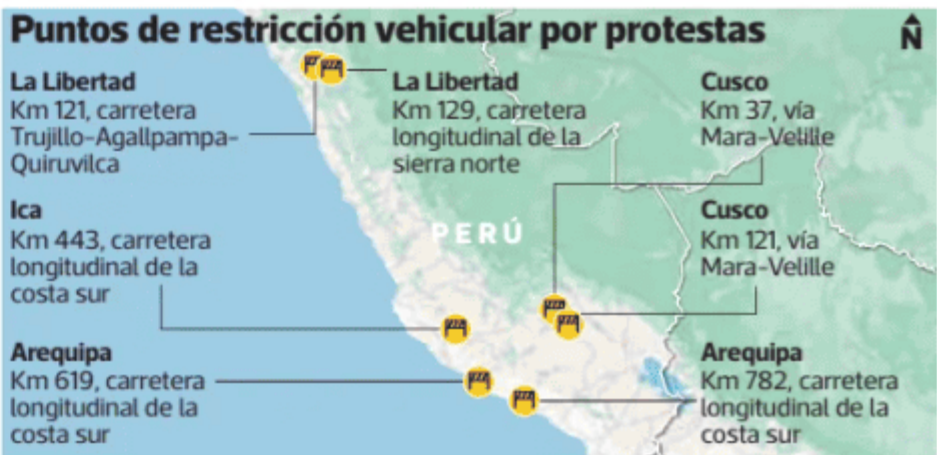 Puntos de restricción vehicular por protestas
N
La Libertad
Km 121, carretera
Trujillo-Agallpampa-
Quiruvilca
La Libertad
Km 129, carretera
longitudinal de la
sierra norte
Cusco
Km 37, vía
Mara-Velille
Ica
Km 443, carretera
longitudinal de la
costa sur
PERÚ
Cusco
Km 121, vía
Mara-Velille
Arequipa
Km 619, carretera
longitudinal de la
costa sur
Arequipa
Km 782, carretera
longitudinal de la
costa sur